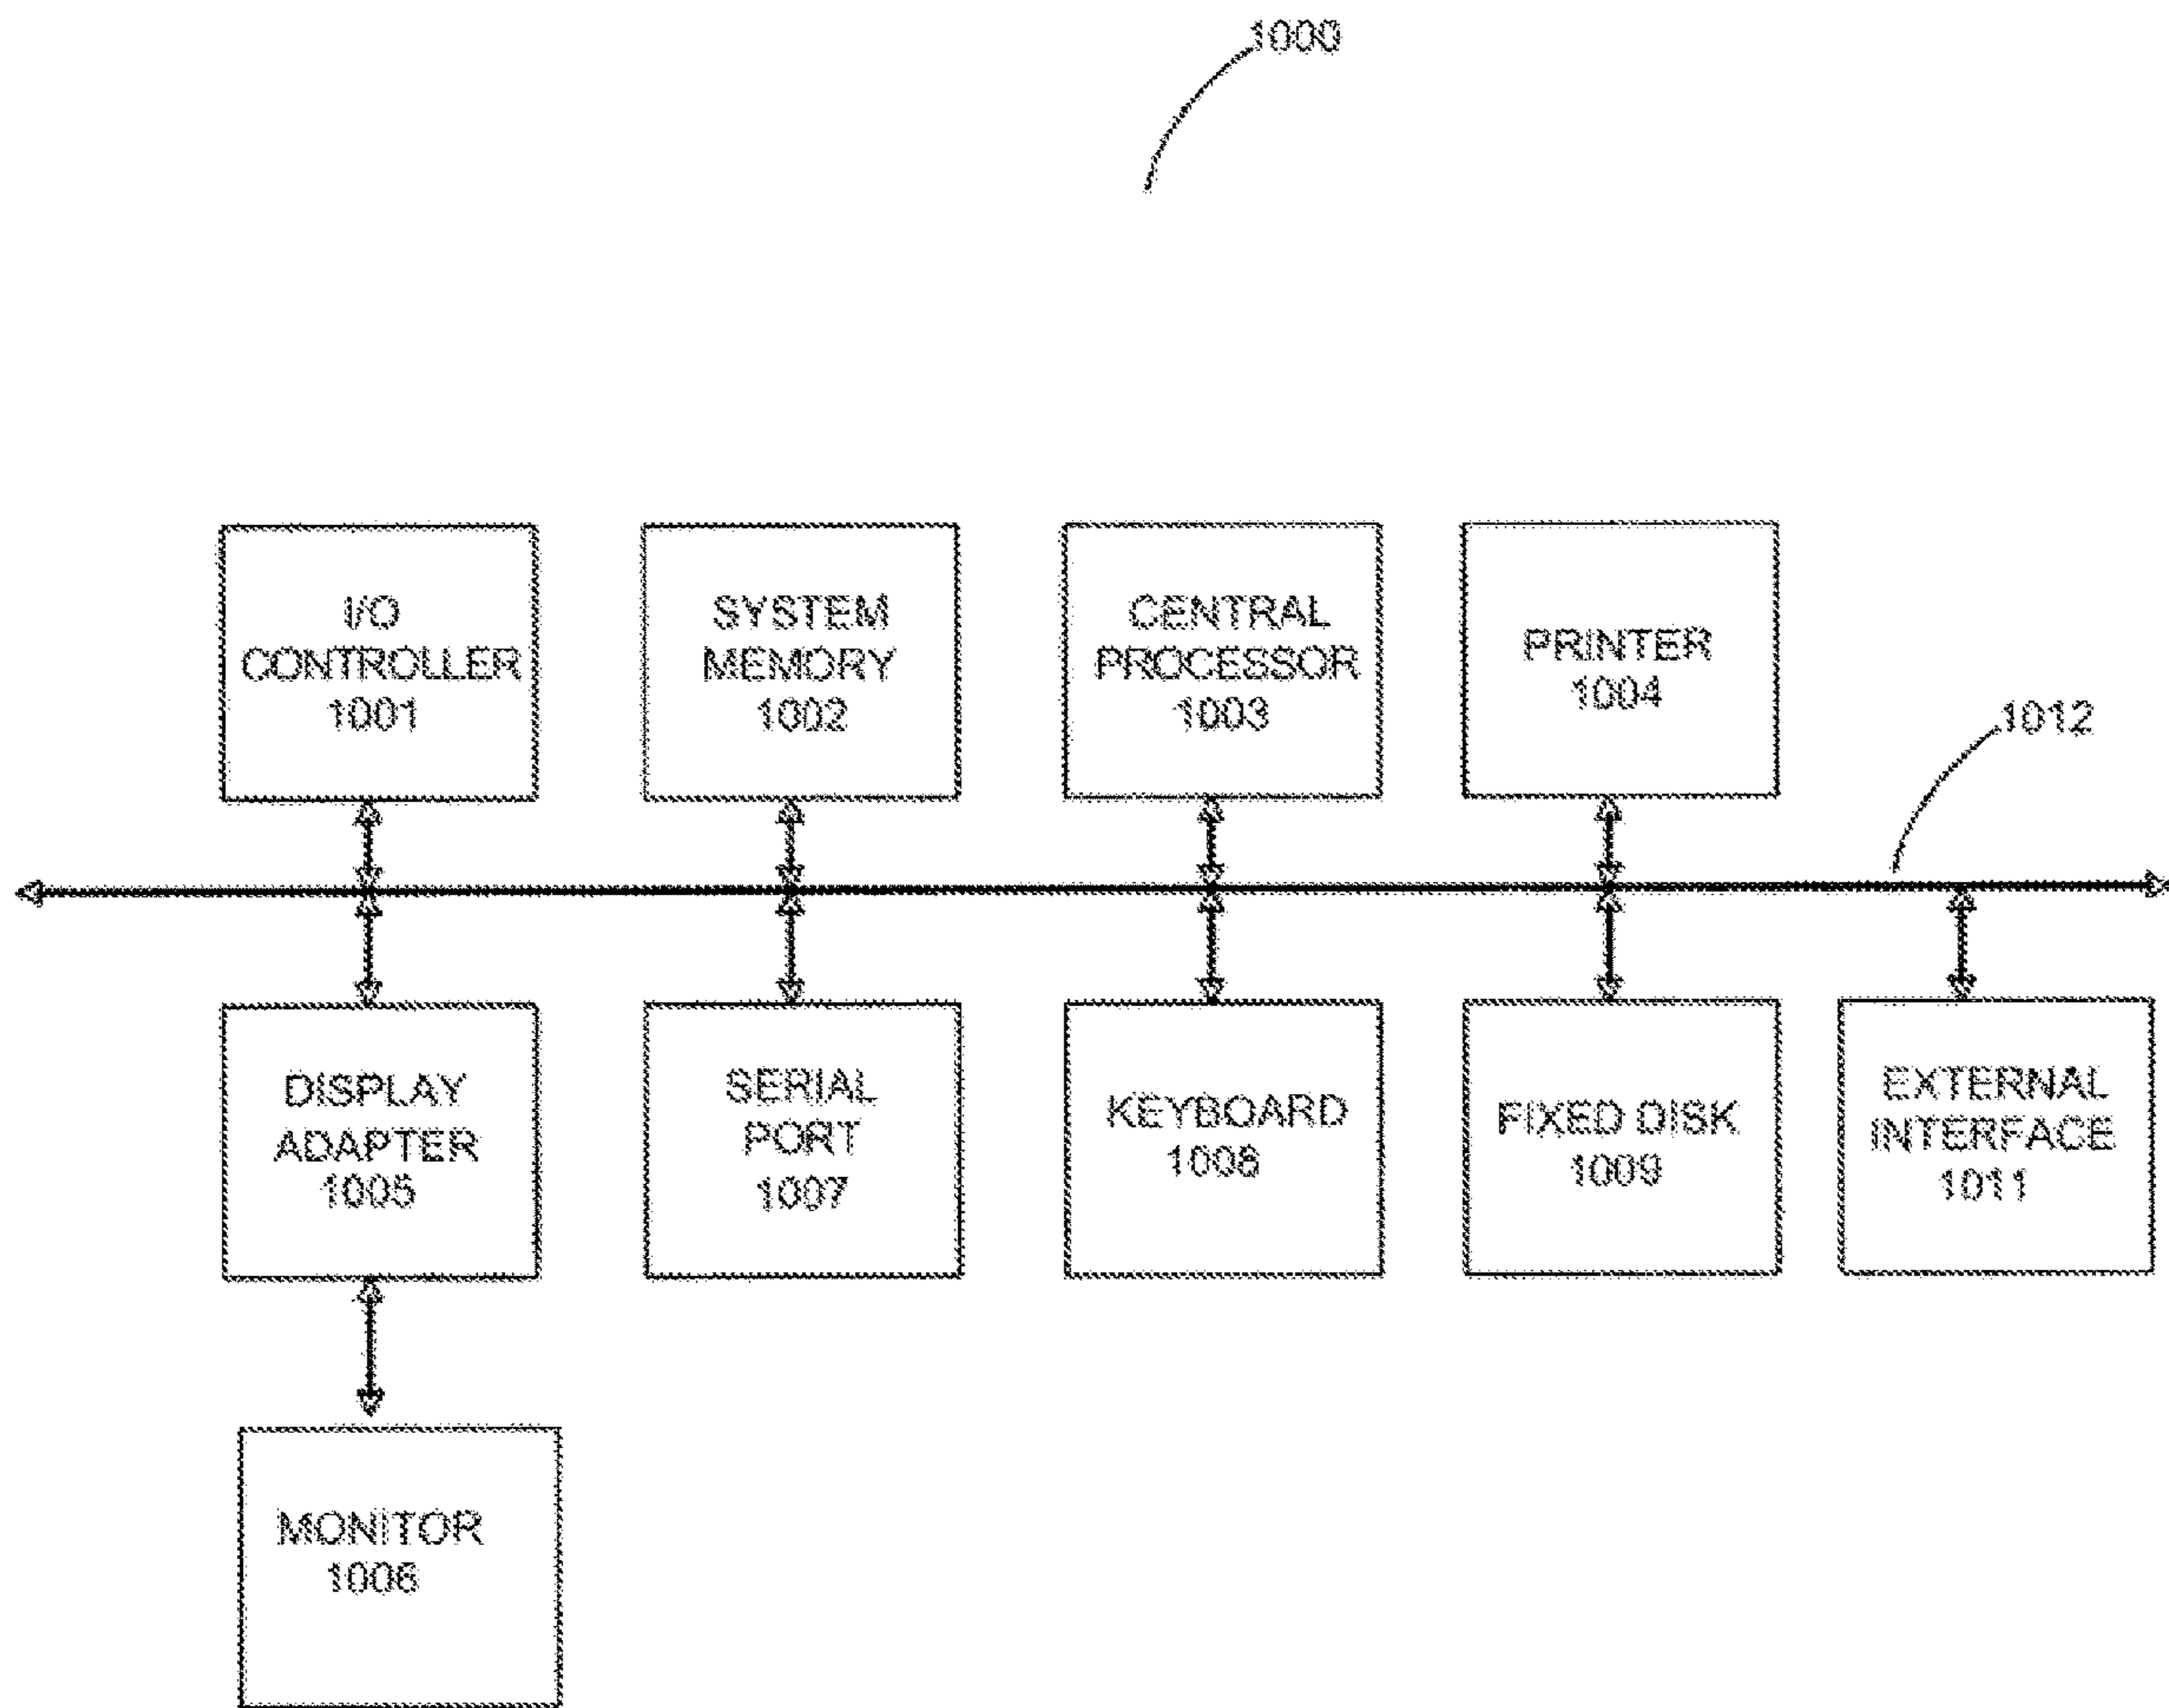 1000
I/O
CONTROLLER
1001
SYSTEM
MEMORY
1002
CENTRAL
PROCESSOR
1003
PRINTER
1004
1012
DISPLAY
ADAPTER
1005
SERIAL
PORT
1007
KEYBOARD
1008
FIXED DISK
1009
EXTERNAL
INTERFACE
1011
MONITOR
1006